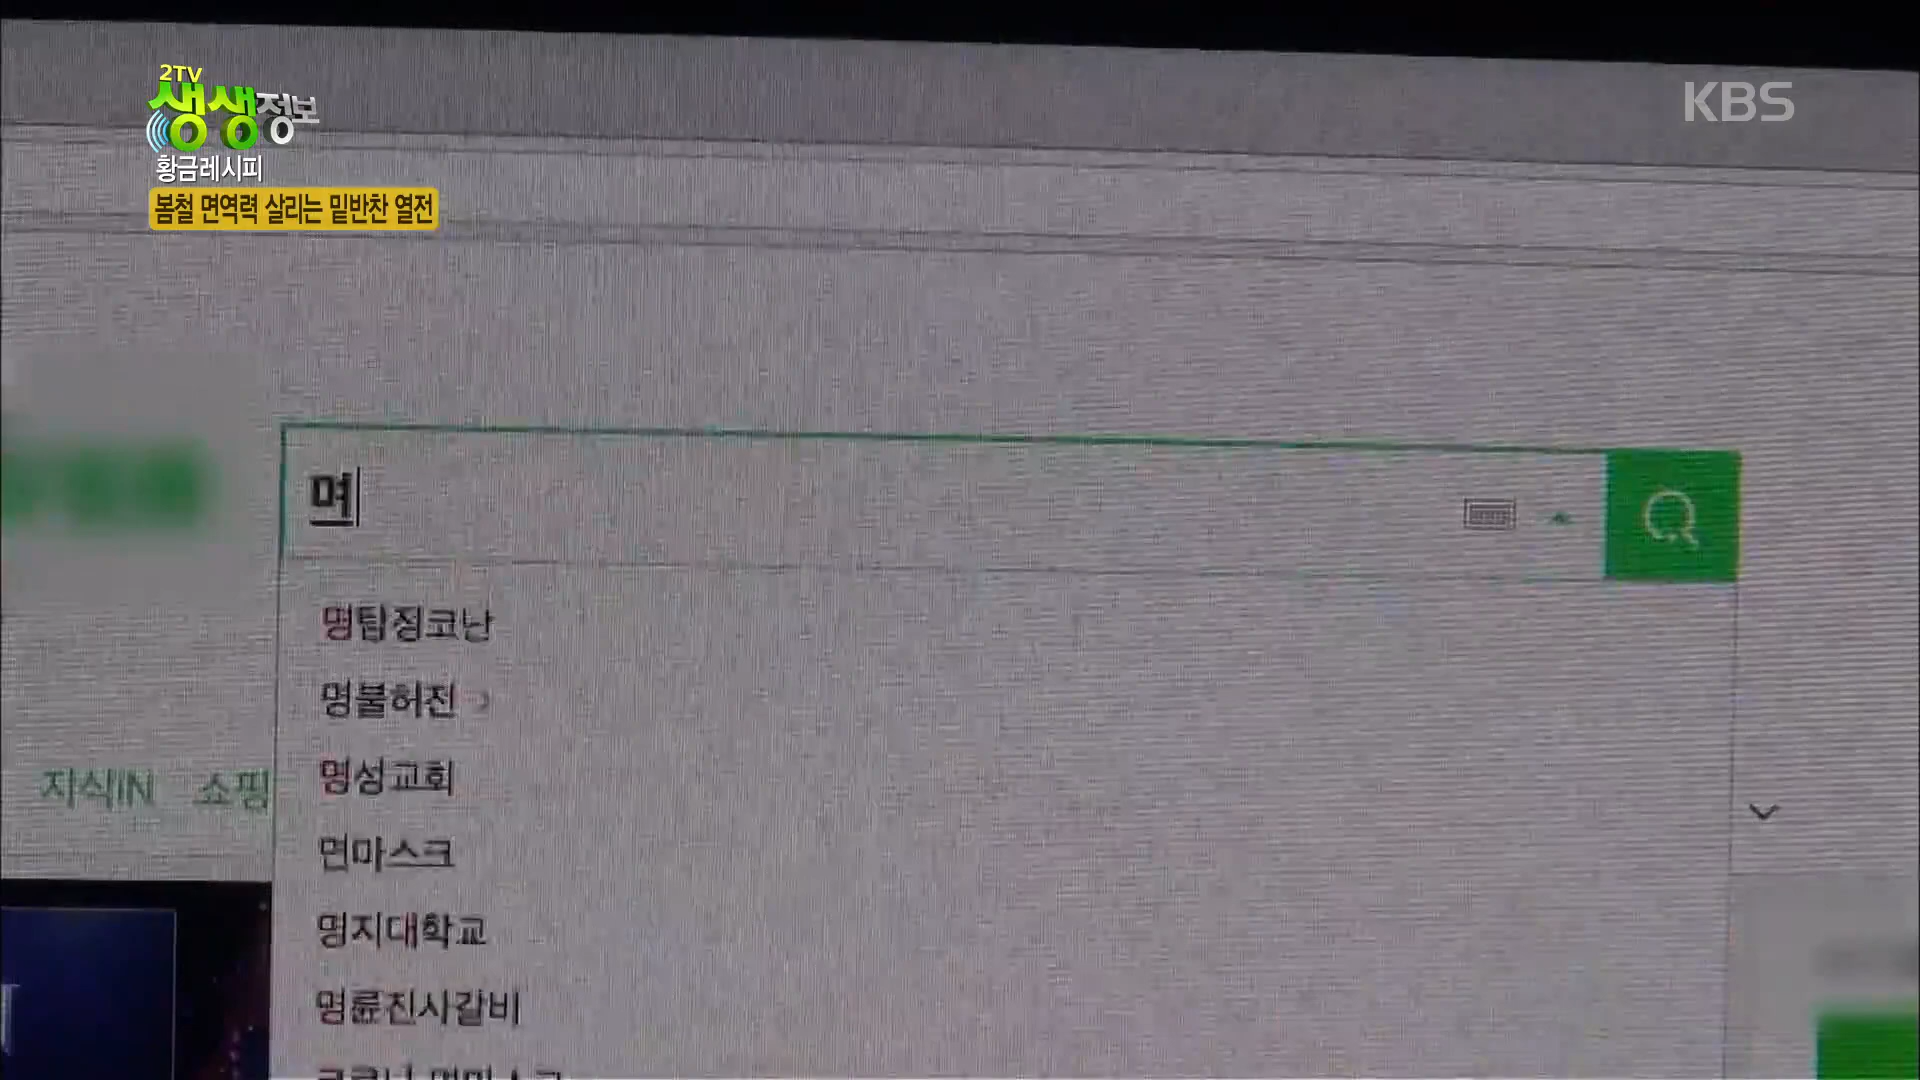 2TV
생생정보
KBS
황금레시피
봄철 면역력 살리는 밑반찬 열전
며
명탐정코난
명불허전
명성교회
지식iN 쇼핑
면마스크
명지대학교
명륜진사갈비